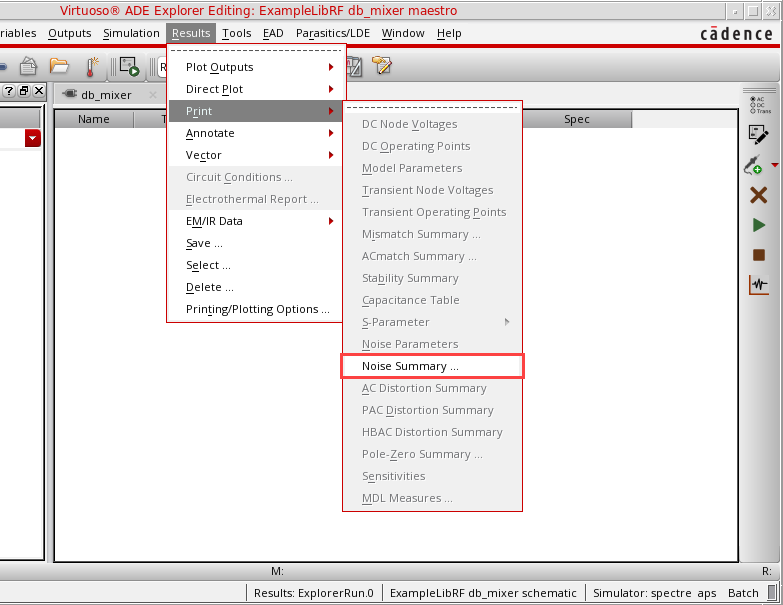 Virtuoso® ADE Explorer Editing: ExampleLibRF db_mixer maestro
riables Outputs Simulation Results Tools EAD Parasitics/LDE Window Help
cādence
R
? db_mixer
Name T Spec
Plot Outputs
Direct Plot
Print
Annotate
Vector
Circuit Conditions ...
Electrothermal Report ...
EM/IR Data
Save ...
Select ...
Delete ...
Printing/Plotting Options ...
DC Node Voltages
DC Operating Points
Model Parameters
Transient Node Voltages
Transient Operating Points
Mismatch Summary ...
ACmatch Summary ...
Stability Summary
Capacitance Table
S-Parameter
Noise Parameters
Noise Summary ...
AC Distortion Summary
PAC Distortion Summary
HBAC Distortion Summary
Pole-Zero Summary ...
Sensitivities
MDL Measures ...
AC
DC
Trans
M: R:
Results: ExplorerRun.0 ExampleLibRF db_mixer schematic Simulator: spectre aps Batch